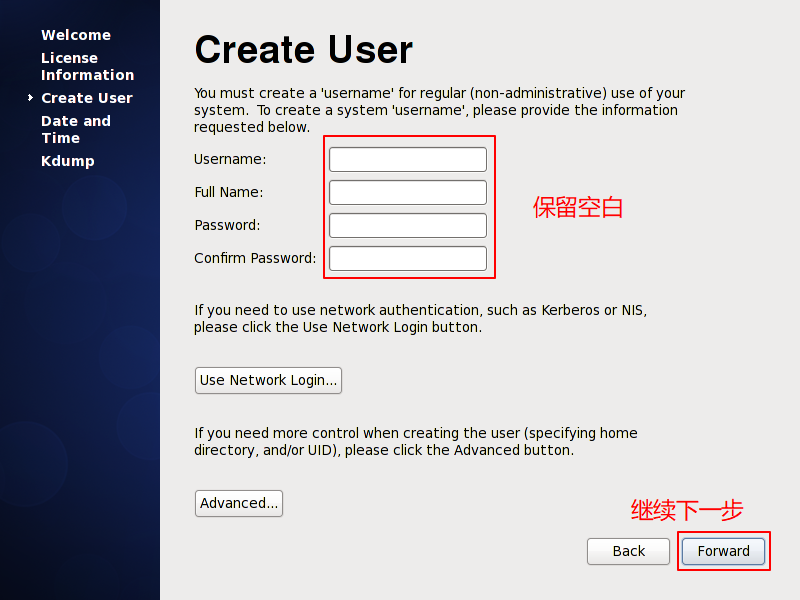 Welcome
License
Information
Create User
Date and
Time
Kdump
Create User
You must create a 'username' for regular (non-administrative) use of your
system.  To create a system 'username', please provide the information
requested below.
Username:
Full Name:
保留空白
Password:
Confirm Password:
If you need to use network authentication, such as Kerberos or NIS,
please click the Use Network Login button.
Use Network Login...
If you need more control when creating the user (specifying home
directory, and/or UID), please click the Advanced button.
Advanced...
继续下一步
Back Forward